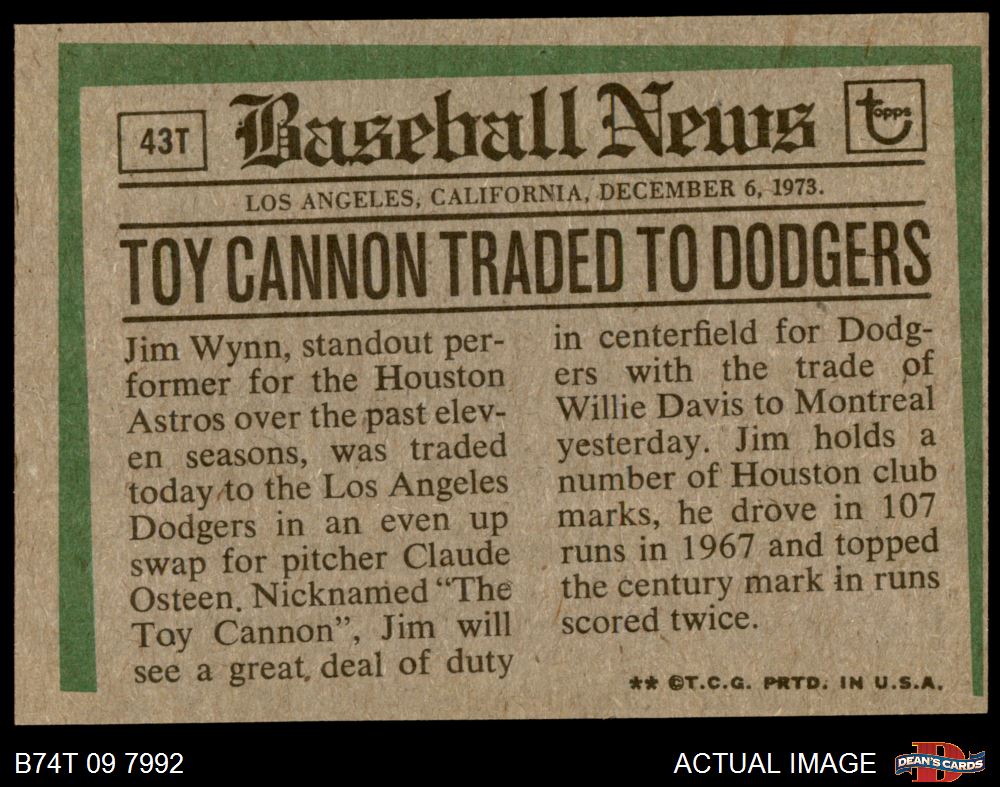 43T
Baseball News
topps
LOS ANGELES, CALIFORNIA, DECEMBER 6, 1973.
TOY CANNON TRADED TO DODGERS
Jim Wynn, standout per-
former for the Houston
Astros over the past elev-
en seasons, was traded
today to the Los Angeles
Dodgers in an even up
swap for pitcher Claude
Osteen. Nicknamed “The
Toy Cannon”, Jim will
see a great deal of duty
in centerfield for Dodg-
ers with the trade of
Willie Davis to Montreal
yesterday. Jim holds a
number of Houston club
marks, he drove in 107
runs in 1967 and topped
the century mark in runs
scored twice.
** ©T.C.G. PRTD. IN U.S.A.
B74T 09 7992
ACTUAL IMAGE
DEAN'S CARDS